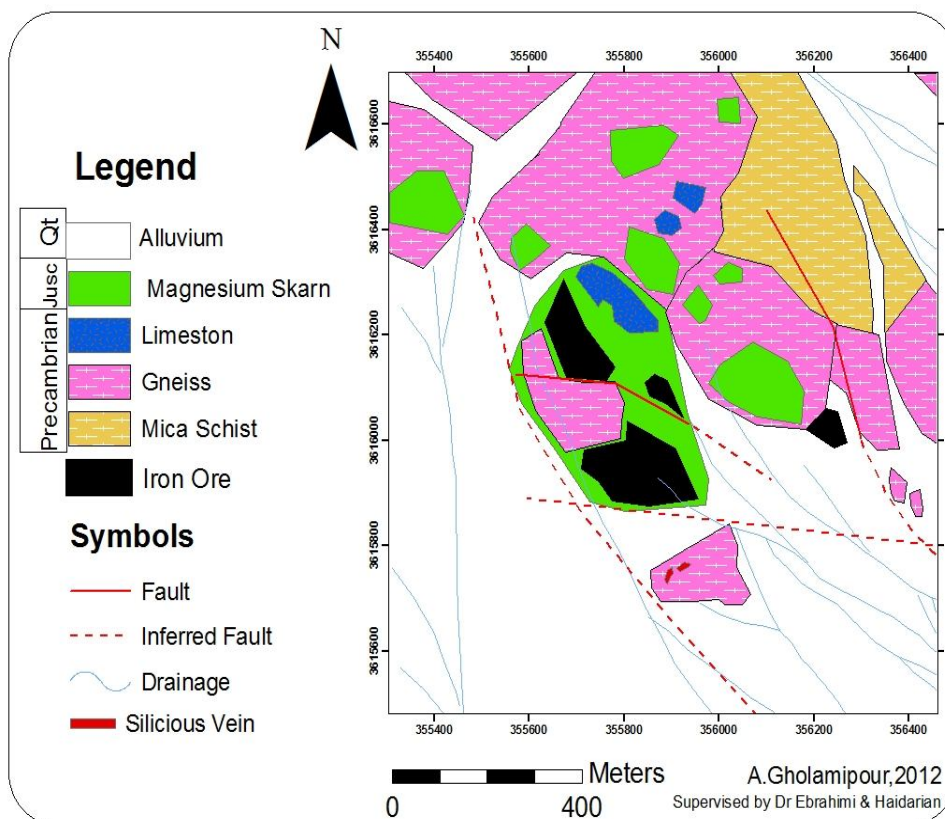 N
355400 355600 355800 356000 356200 356400
3616600
3616400
3616200
3616000
3615800
3615600
355400 355600 355800 356000 356200 356400
Legend
Qt
Jusc
Precambrian
Alluvium
Magnesium Skarn
Limeston
Gneiss
Mica Schist
Iron Ore
Symbols
Fault
Inferred Fault
Drainage
Silicious Vein
Meters
0 400
A.Gholamipour,2012
Supervised by Dr Ebrahimi & Haidarian